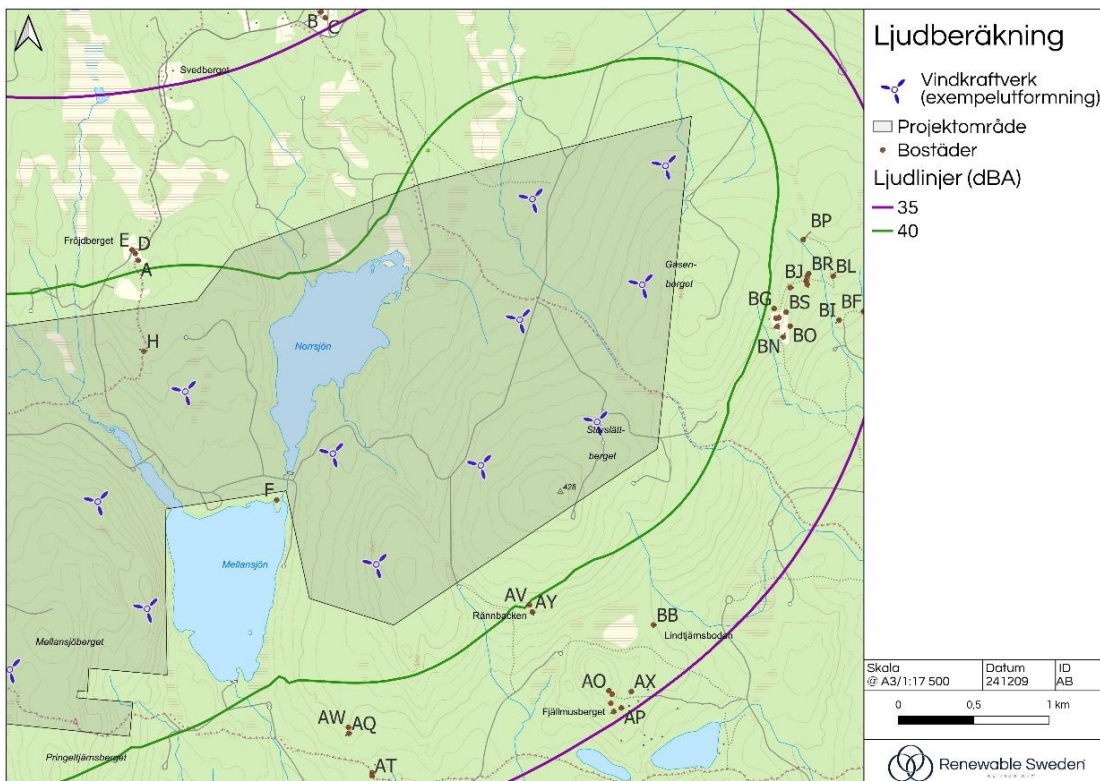 B
C
Svedberget
E
D
Fröjdberget
A
H
Norrsjön
Gåsen-
berget
BP
BJ
BR
BL
BG
BS
BI
BF
BN
BO
Storslätt-
berget
428
F
Mellansjön
AV
AY
Rännbacken
BB
Lindtjärnsboden
Mellansjöberget
AO
AX
Fjällmusberget
AP
AW
AQ
Pringeltjärnsberget
AT
Ljudberäkning
Vindkraftverk
(exempelutformning)
Projektområde
Bostäder
Ljudlinjer (dBA)
35
40
Skala
@ A3/1:17 500
Datum
241209
ID
AB
0
0,5
1 km
Renewable Sweden